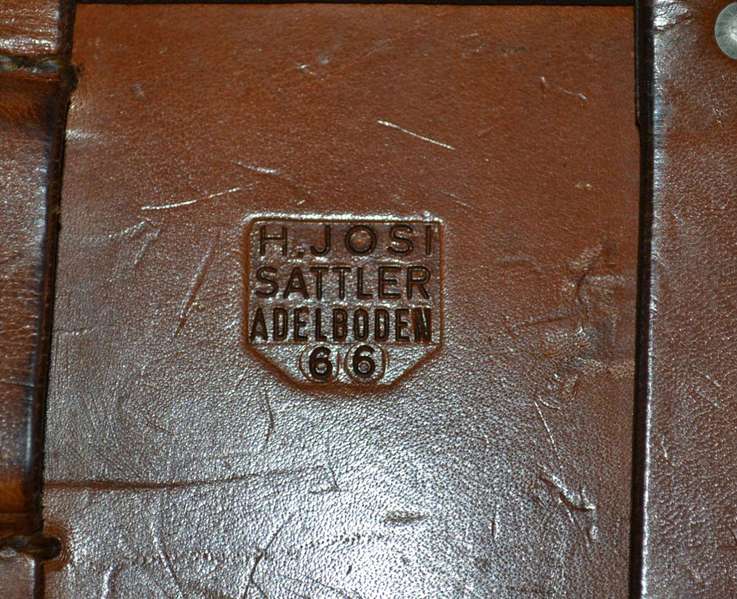 H. JOSI
SATTLER
ADELBODEN
66